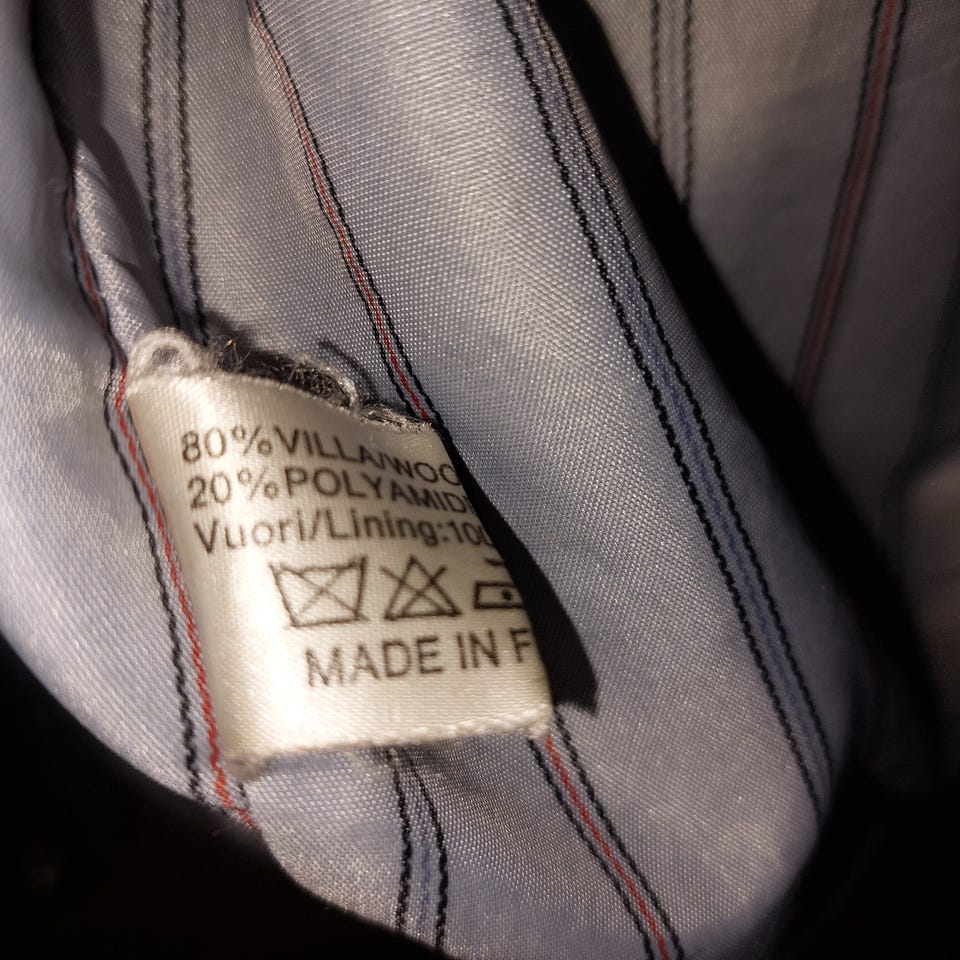 80% VILLA/WOO
20% POLYAMID
Vuori/Lining:100
MADE IN F